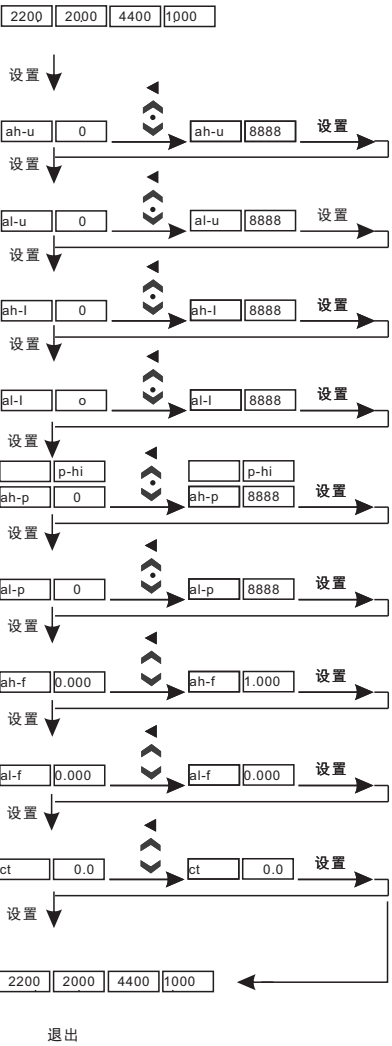 2200 2000 4400 1000
设置
ah-u 0 ah-u 8888 设置
设置
al-u 0 al-u 8888 设置
设置
ah-I 0 ah-I 8888 设置
设置
al-I o al-I 8888 设置
设置
p-hi p-hi
ah-p 0 ah-p 8888 设置
设置
al-p 0 al-p 8888 设置
设置
ah-f 0.000 ah-f 1.000 设置
设置
al-f 0.000 al-f 0.000 设置
设置
ct 0.0 ct 0.0 设置
设置
2200 2000 4400 1000
退出